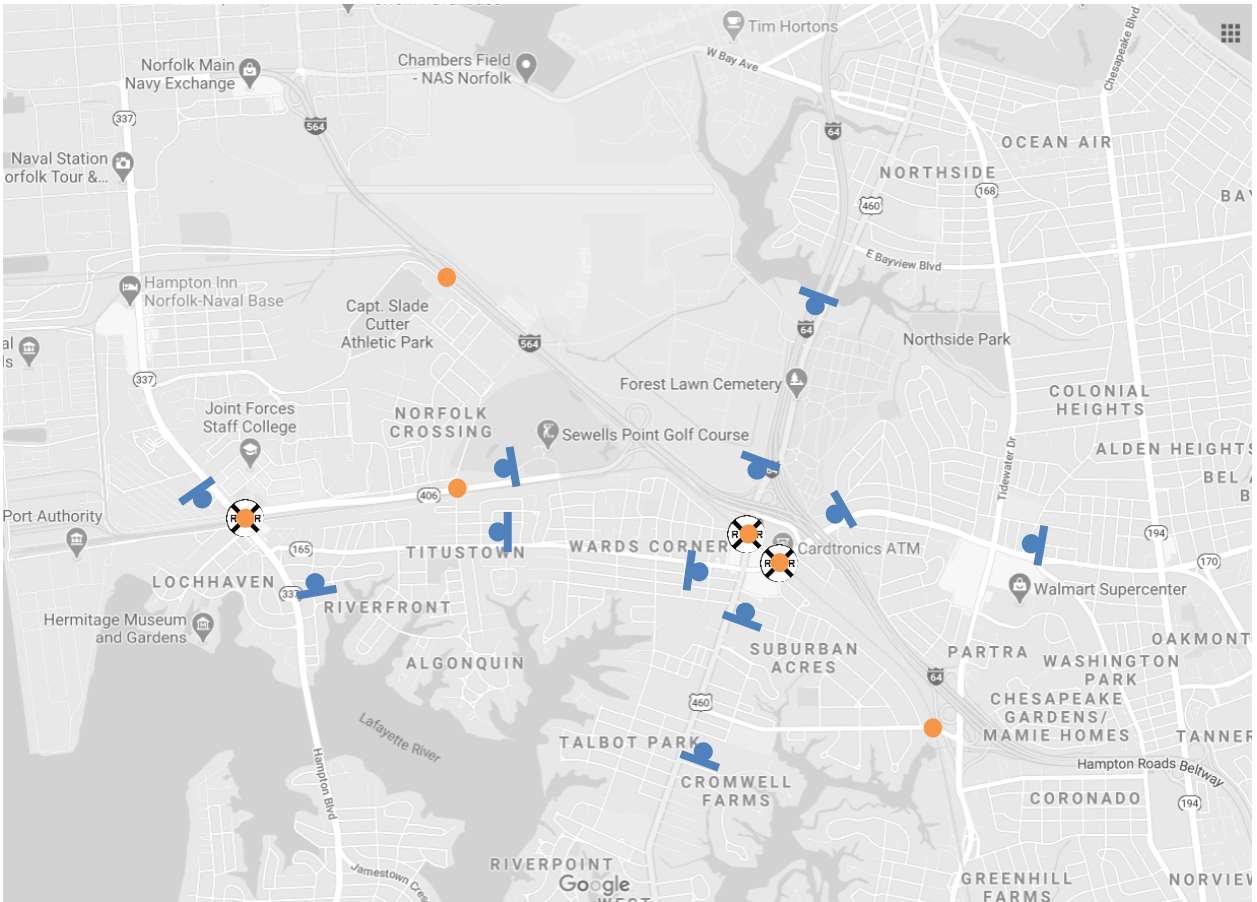 Tim Hortons
W Bay Ave
Chesapeake Blvd
Norfolk Main
Navy Exchange
Chambers Field
- NAS Norfolk
337
564
64
OCEAN AIR
Naval Station
orfolk Tour &...
NORTHSIDE
168
BAY
460
E Bayview Blvd
Hampton Inn
Norfolk-Naval Base
Capt. Slade
Cutter
Athletic Park
564
64
Northside Park
al
ls
337
Forest Lawn Cemetery
COLONIAL
HEIGHTS
Joint Forces
Staff College
NORFOLK
CROSSING
Sewells Point Golf Course
Tidewater Dr
ALDEN HEIGHTS
BEL A
B
406
Port Authority
R R
R R
R R
194
165
TITUSTOWN
WARDS CORNER
Cardtronics ATM
170
LOCHHAVEN
337
RIVERFRONT
Walmart Supercenter
Hermitage Museum
and Gardens
ALGONQUIN
SUBURBAN
ACRES
PARTRA
OAKMONT
WASHINGTON
PARK
64
460
CHESAPEAKE
GARDENS/
MAMIE HOMES
Lafayette River
TALBOT PARK
TANNER
Hampton Blvd
CROMWELL
FARMS
Hampton Roads Beltway
CORONADO
194
RIVERPOINT
Jamestown Cres
Google
GREENHILL
FARMS
NORVIEW
WEST